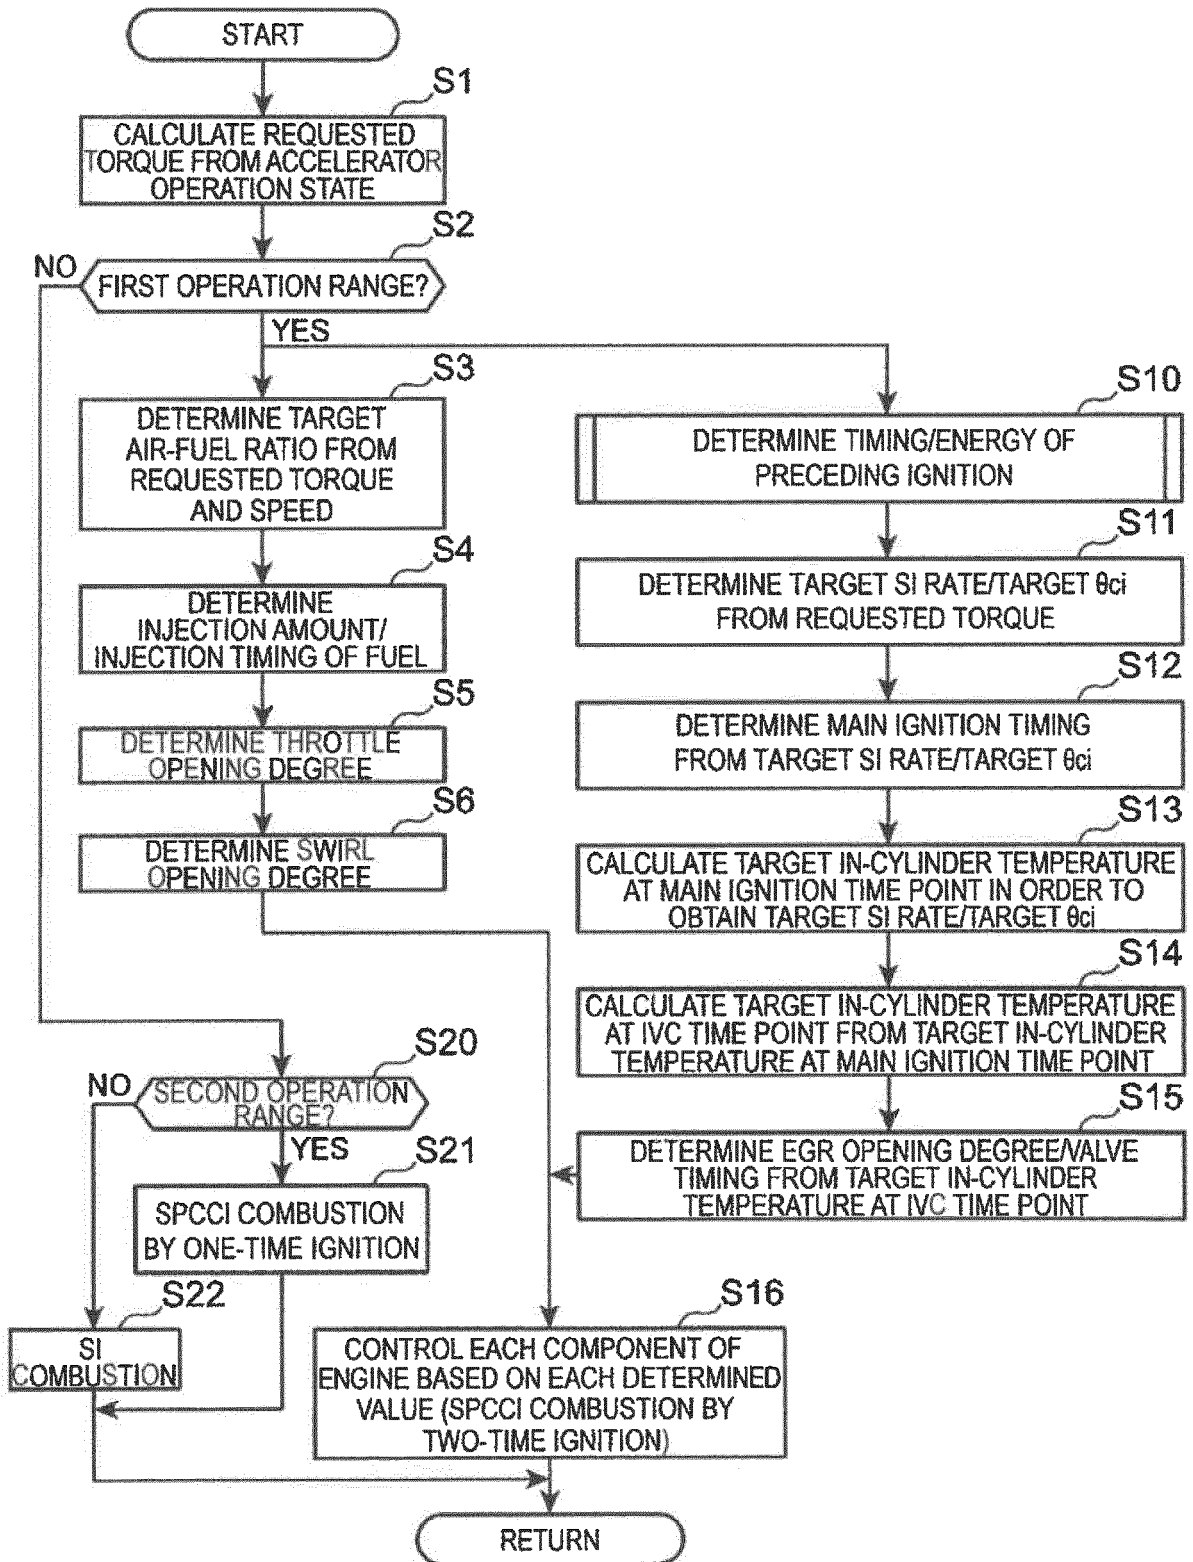 START
S1
CALCULATE REQUESTED
TORQUE FROM ACCELERATOR
OPERATION STATE
S2
NO
FIRST OPERATION RANGE?
YES
S3
DETERMINE TARGET
AIR-FUEL RATIO FROM
REQUESTED TORQUE
AND SPEED
S4
DETERMINE
INJECTION AMOUNT/
INJECTION TIMING OF FUEL
S5
DETERMINE THROTTLE
OPENING DEGREE
S6
DETERMINE SWIRL
OPENING DEGREE
S10
DETERMINE TIMING/ENERGY OF
PRECEDING IGNITION
S11
DETERMINE TARGET SI RATE/TARGET θci
FROM REQUESTED TORQUE
S12
DETERMINE MAIN IGNITION TIMING
FROM TARGET SI RATE/TARGET θci
S13
CALCULATE TARGET IN-CYLINDER TEMPERATURE
AT MAIN IGNITION TIME POINT IN ORDER TO
OBTAIN TARGET SI RATE/TARGET θci
S14
CALCULATE TARGET IN-CYLINDER TEMPERATURE
AT IVC TIME POINT FROM TARGET IN-CYLINDER
TEMPERATURE AT MAIN IGNITION TIME POINT
S15
DETERMINE EGR OPENING DEGREE/VALVE
TIMING FROM TARGET IN-CYLINDER
TEMPERATURE AT IVC TIME POINT
S20
NO
SECOND OPERATION
RANGE?
YES
S21
SPCCI COMBUSTION
BY ONE-TIME IGNITION
S22
SI
COMBUSTION
S16
CONTROL EACH COMPONENT OF
ENGINE BASED ON EACH DETERMINED
VALUE (SPCCI COMBUSTION BY
TWO-TIME IGNITION)
RETURN